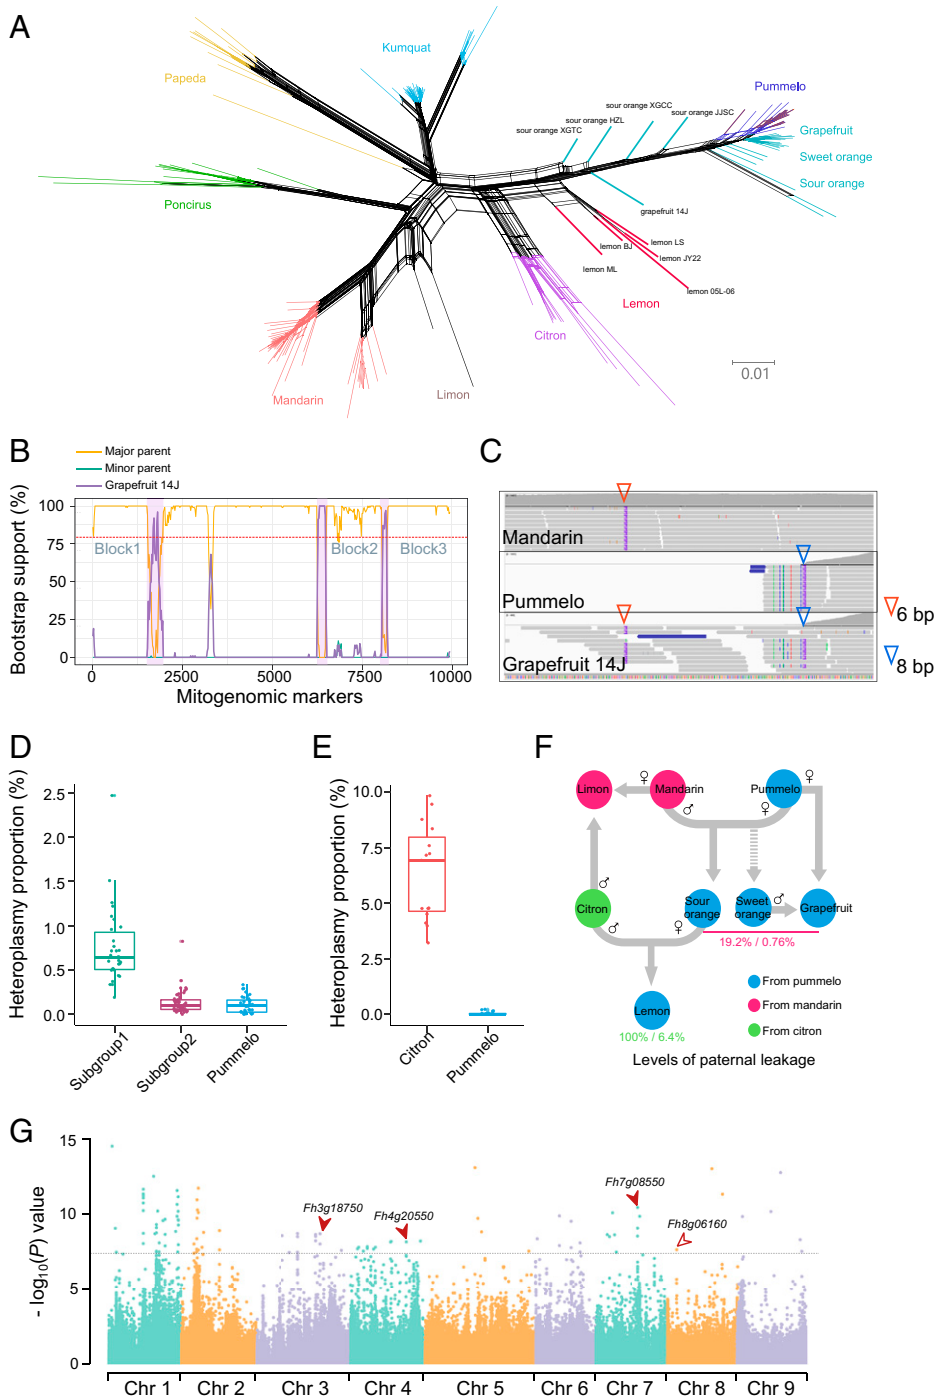 A
Kumquat
Papeda
Pummelo
sour orange XGCC
sour orange JJSC
sour orange HZL
sour orange XGTC
Grapefruit
Sweet orange
Sour orange
Poncirus
grapefruit 14J
lemon BJ
lemon LS
lemon JY22
lemon ML
lemon 05L-06
Lemon
Citron
0.01
Limon
Mandarin
B
Major parent
Minor parent
Grapefruit 14J
Bootstrap support (%)
100
75
50
25
0
Block1
Block2
Block3
0
2500
5000
7500
10000
Mitogenomic markers
C
Mandarin
Pummelo
Grapefruit 14J
6 bp
8 bp
D
Heteroplasmy proportion (%)
2.5
2.0
1.5
1.0
0.5
0.0
Subgroup1
Subgroup2
Pummelo
E
Heteroplasmy proportion (%)
10.0
7.5
5.0
2.5
0.0
Citron
Pummelo
F
Limon
♀
Mandarin
♂
Pummelo
♀
♀
♂
Citron
♂
♀
Sour orange
Sweet orange
♂
Grapefruit
19.2% / 0.76%
Lemon
100% / 6.4%
From pummelo
From mandarin
From citron
Levels of paternal leakage
G
- log₁₀(P) value
15
10
5
0
Fh3g18750
Fh4g20550
Fh7g08550
Fh8g06160
Chr 1
Chr 2
Chr 3
Chr 4
Chr 5
Chr 6
Chr 7
Chr 8
Chr 9